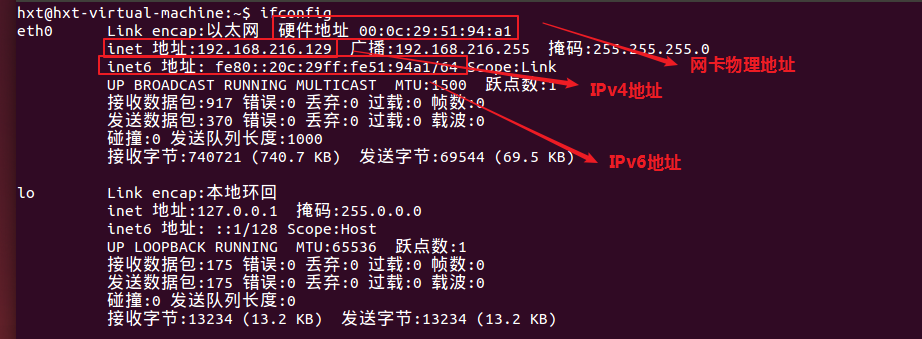 hxt@hxt-virtual-machine:~$ ifconfig
eth0 Link encap:以太网 硬件地址 00:0c:29:51:94:a1
inet 地址:192.168.216.129 广播:192.168.216.255 掩码:255.255.255.0
网卡物理地址
inet6 地址: fe80::20c:29ff:fe51:94a1/64 Scope:Link
UP BROADCAST RUNNING MULTICAST MTU:1500 跃点数:1
IPv4地址
接收数据包:917 错误:0 丢弃:0 过载:0 帧数:0
发送数据包:370 错误:0 丢弃:0 过载:0 载波:0
碰撞:0 发送队列长度:1000
接收字节:740721 (740.7 KB) 发送字节:69544 (69.5 KB)
IPv6地址
lo Link encap:本地环回
inet 地址:127.0.0.1 掩码:255.0.0.0
inet6 地址: ::1/128 Scope:Host
UP LOOPBACK RUNNING MTU:65536 跃点数:1
接收数据包:175 错误:0 丢弃:0 过载:0 帧数:0
发送数据包:175 错误:0 丢弃:0 过载:0 载波:0
碰撞:0 发送队列长度:0
接收字节:13234 (13.2 KB) 发送字节:13234 (13.2 KB)